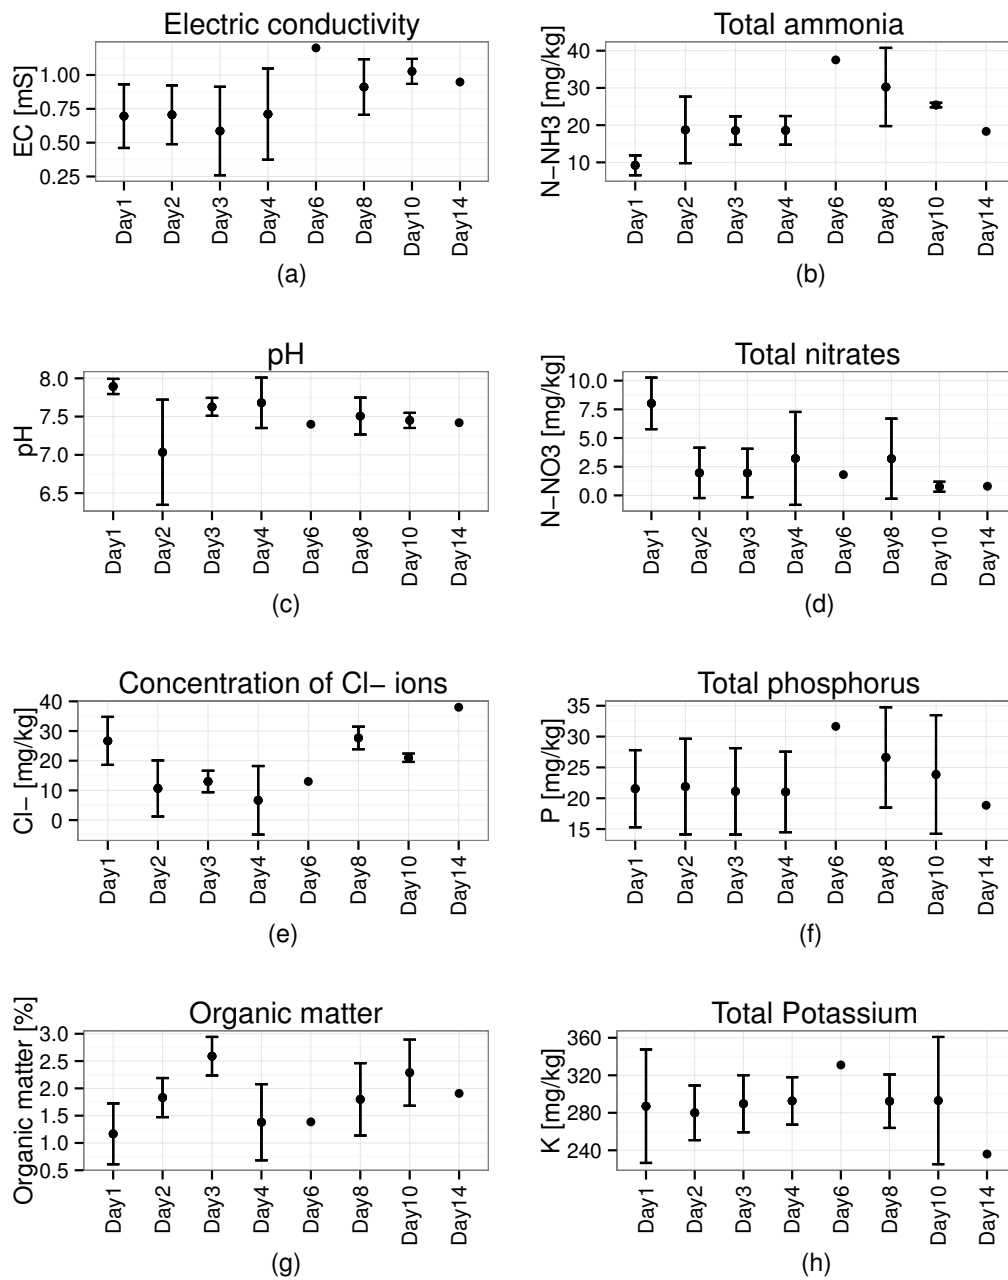 Electric conductivity
EC [mS]
1.00
0.75
0.50
0.25
Day1 Day2 Day3 Day4 Day6 Day8 Day10 Day14
(a)
Total ammonia
N−NH3 [mg/kg]
40
30
20
10
Day1 Day2 Day3 Day4 Day6 Day8 Day10 Day14
(b)
pH
pH
8.0
7.5
7.0
6.5
Day1 Day2 Day3 Day4 Day6 Day8 Day10 Day14
(c)
Total nitrates
N−NO3 [mg/kg]
10.0
7.5
5.0
2.5
0.0
Day1 Day2 Day3 Day4 Day6 Day8 Day10 Day14
(d)
Concentration of Cl− ions
Cl− [mg/kg]
40
30
20
10
0
Day1 Day2 Day3 Day4 Day6 Day8 Day10 Day14
(e)
Total phosphorus
P [mg/kg]
35
30
25
20
15
Day1 Day2 Day3 Day4 Day6 Day8 Day10 Day14
(f)
Organic matter
Organic matter [%]
3.0
2.5
2.0
1.5
1.0
0.5
Day1 Day2 Day3 Day4 Day6 Day8 Day10 Day14
(g)
Total Potassium
K [mg/kg]
360
320
280
240
Day1 Day2 Day3 Day4 Day6 Day8 Day10 Day14
(h)